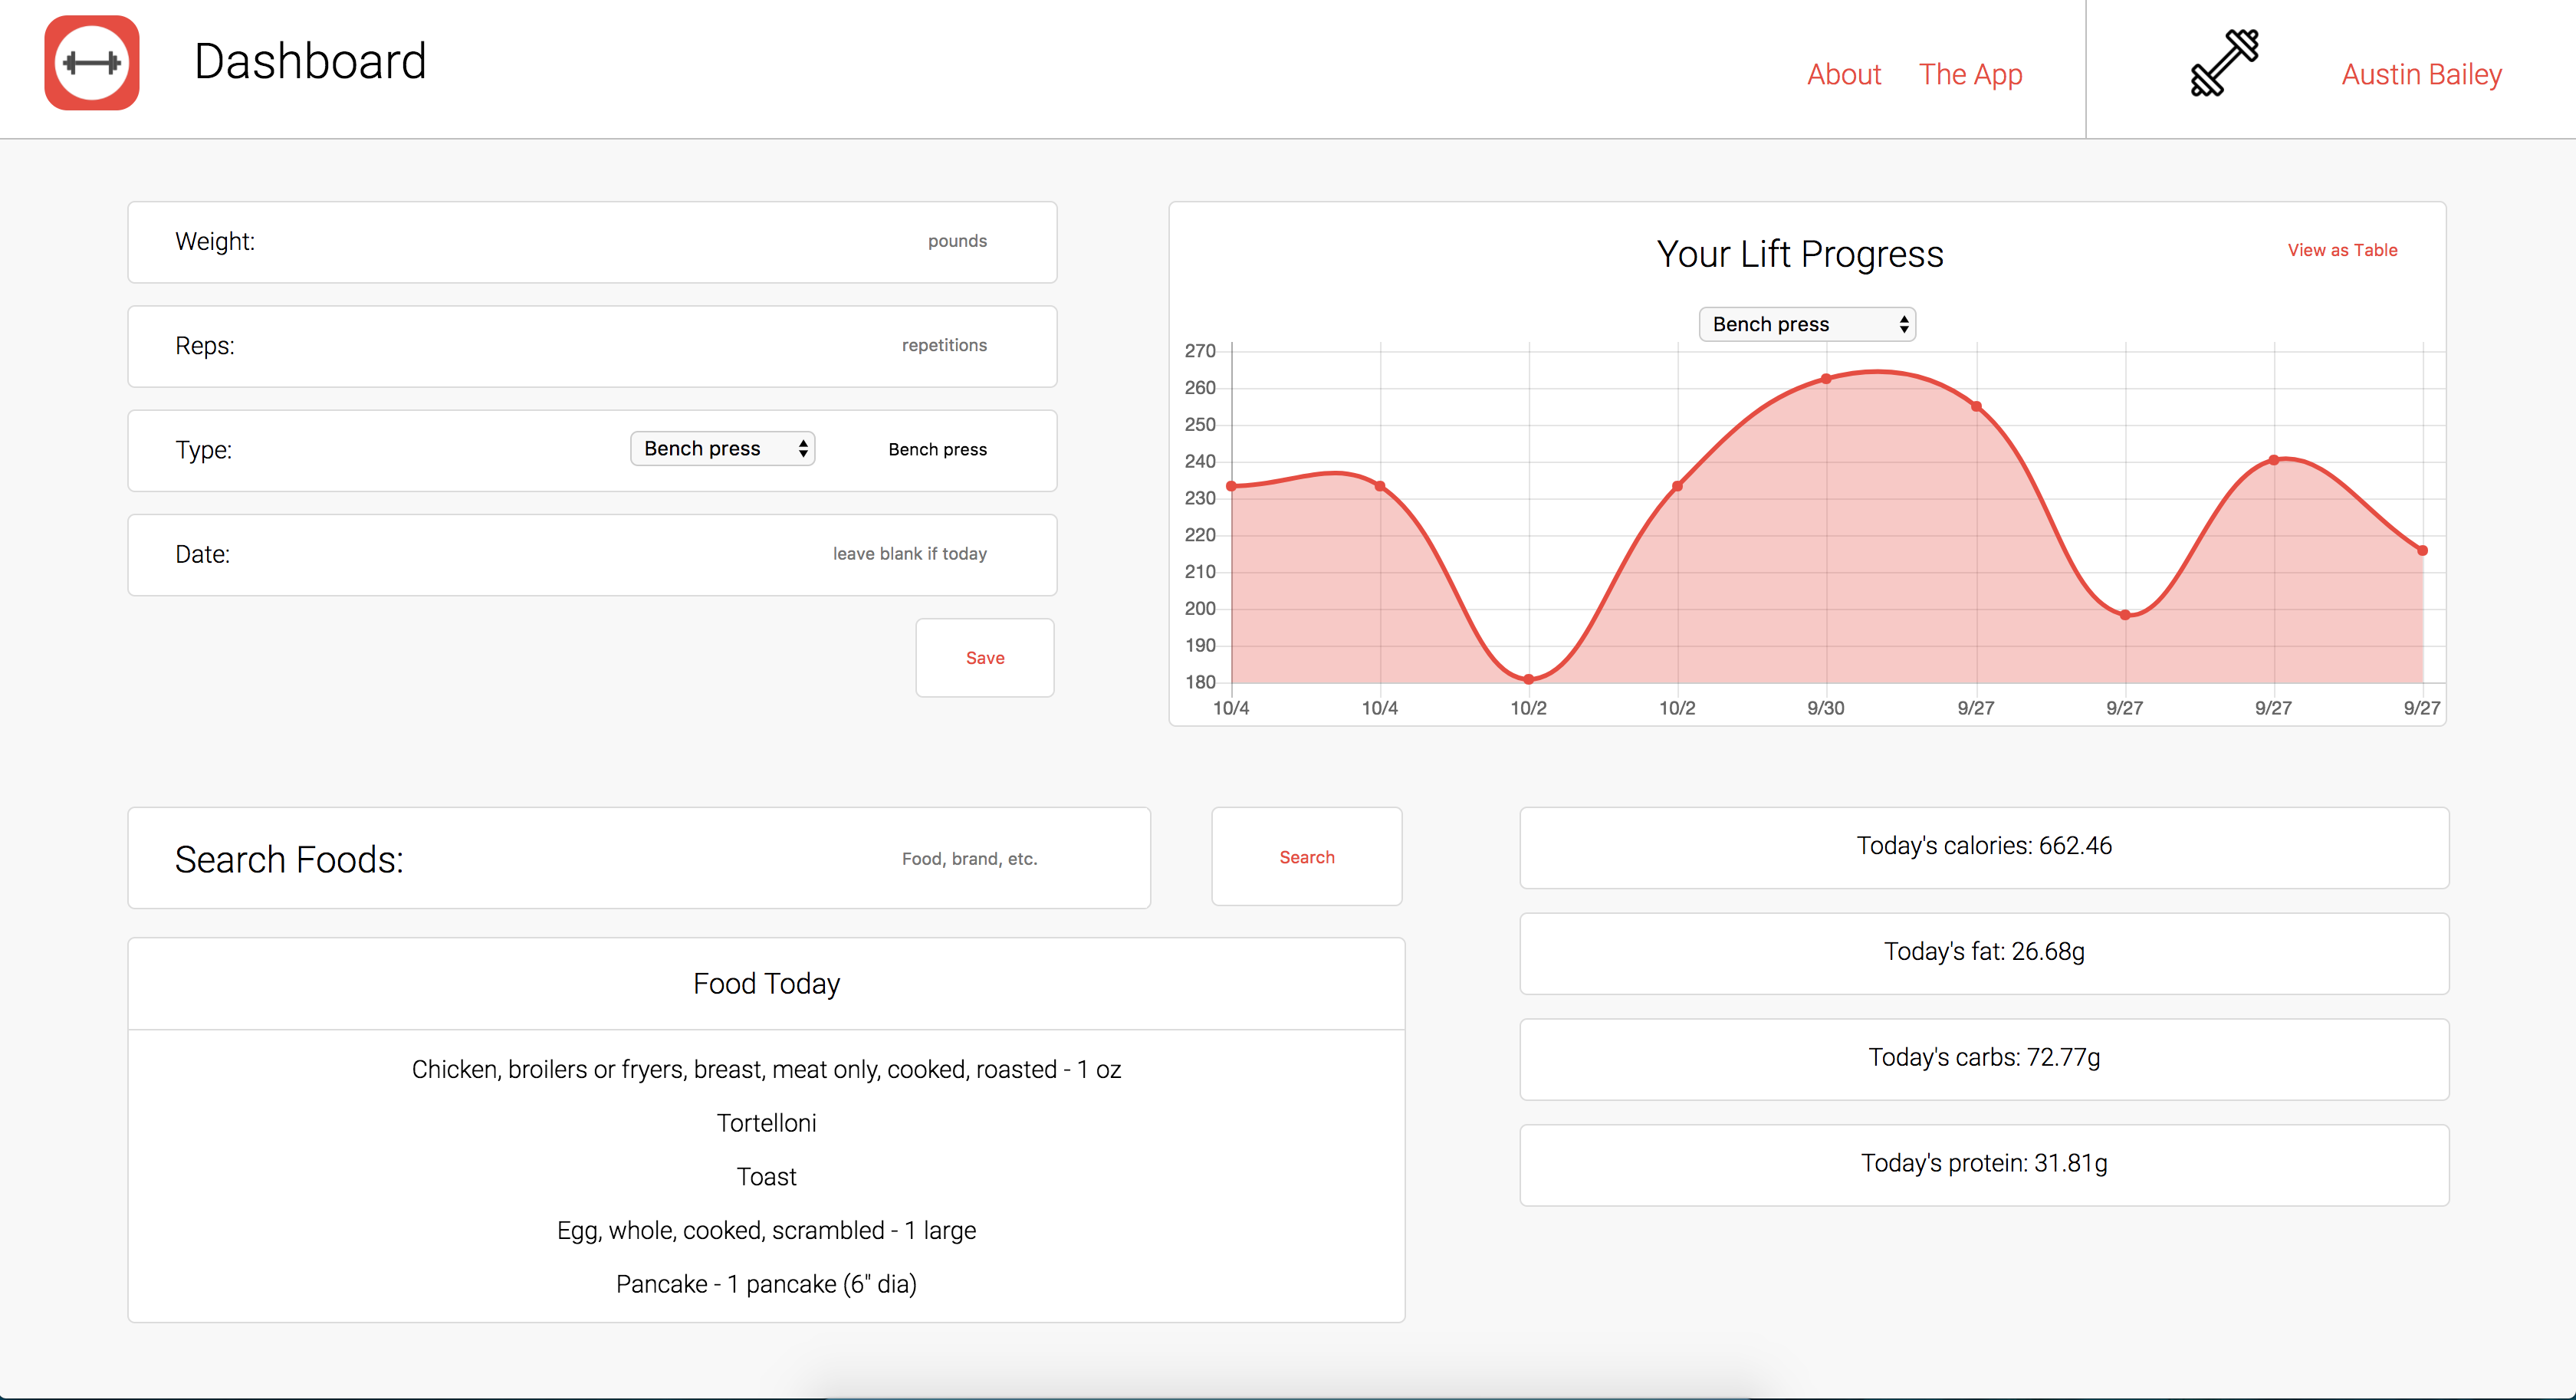 Dashboard
About The App Austin Bailey
Weight: pounds
Reps: repetitions
Type: Bench press Bench press
Date: leave blank if today
Save
Your Lift Progress
View as Table
Bench press
270
260
250
240
230
220
210
200
190
180
10/4 10/4 10/2 10/2 9/30 9/27 9/27 9/27 9/27
Search Foods: Food, brand, etc.
Search
Food Today
Chicken, broilers or fryers, breast, meat only, cooked, roasted - 1 oz
Tortelloni
Toast
Egg, whole, cooked, scrambled - 1 large
Pancake - 1 pancake (6" dia)
Today's calories: 662.46
Today's fat: 26.68g
Today's carbs: 72.77g
Today's protein: 31.81g